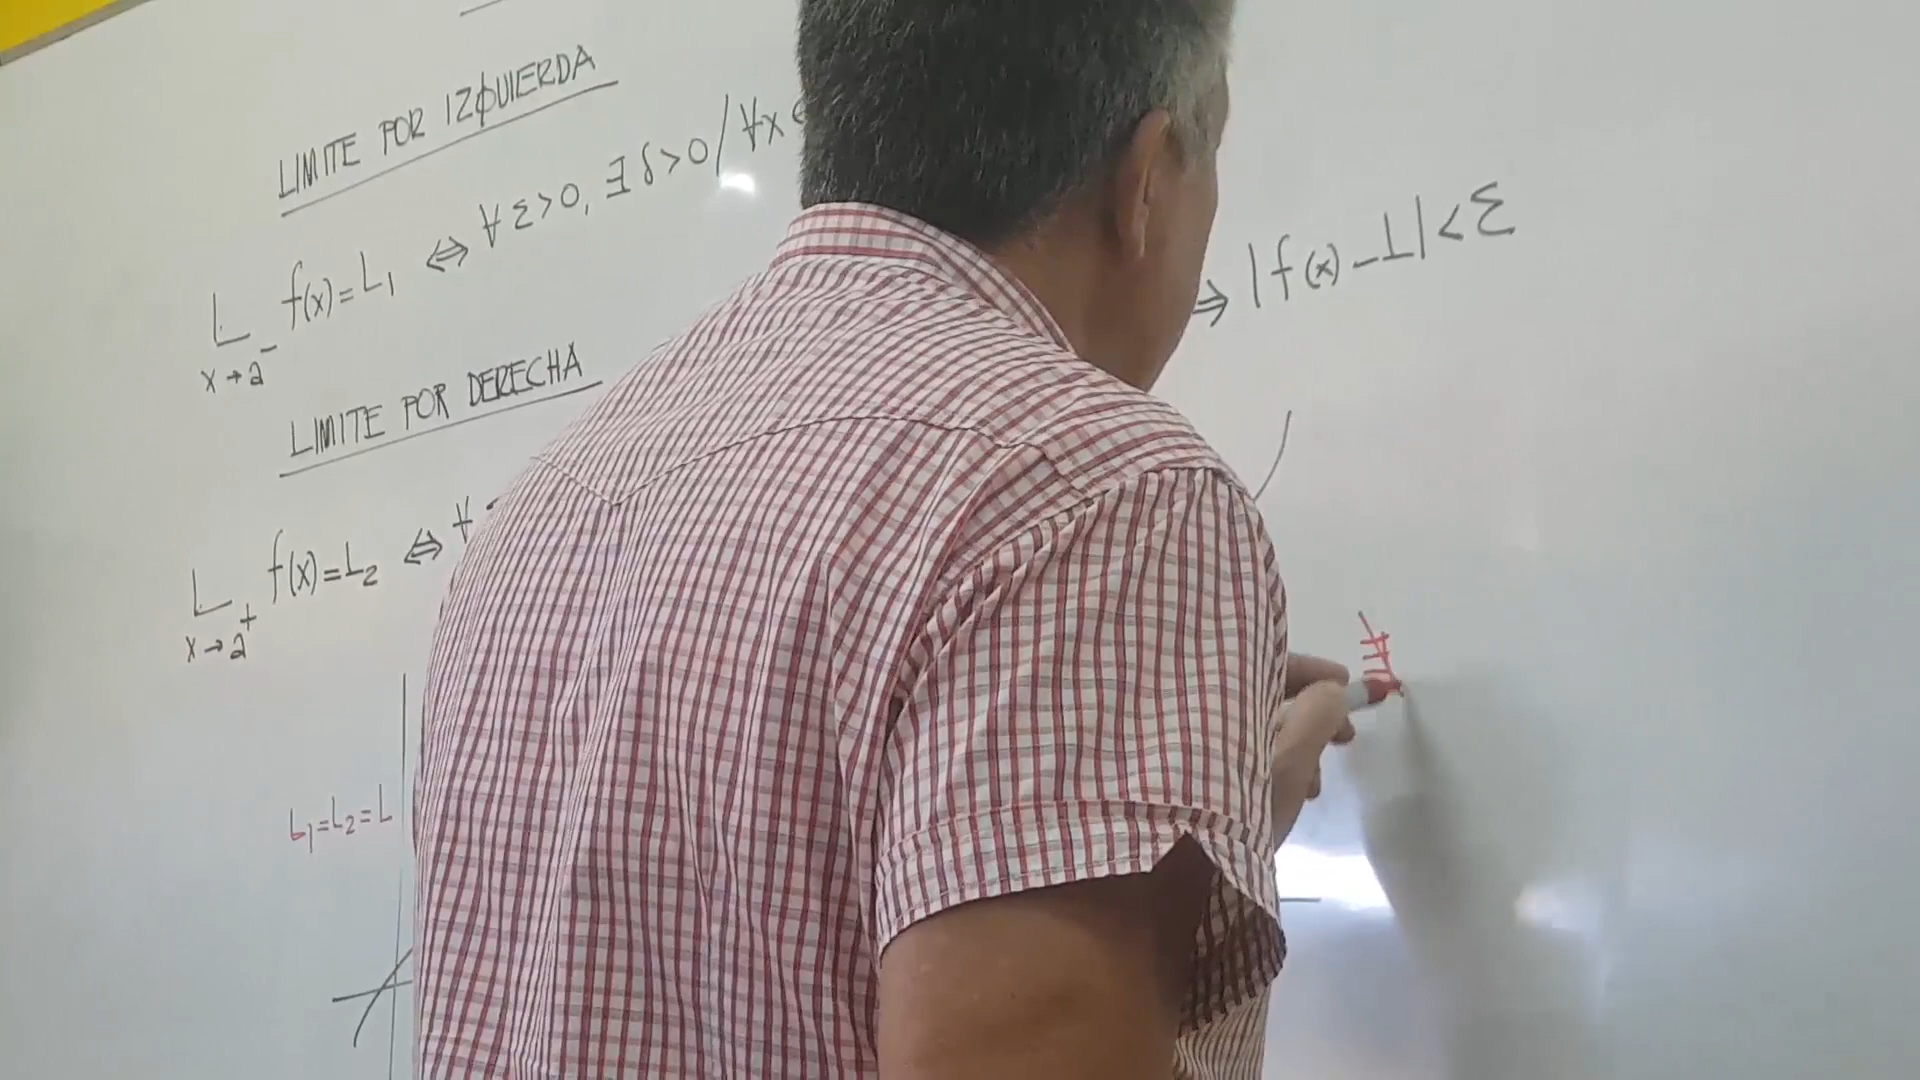 LIMITE POR IZQUIERDA
L f(x)=L₁ ⇔ ∀ ε>0, ∃ δ>0 / ∀x
x→a⁻
⇒ |f(x)-L|<ε
LIMITE POR DERECHA
L f(x)=L₂ ⇔ ∀
x→a⁺
L₁=L₂=L